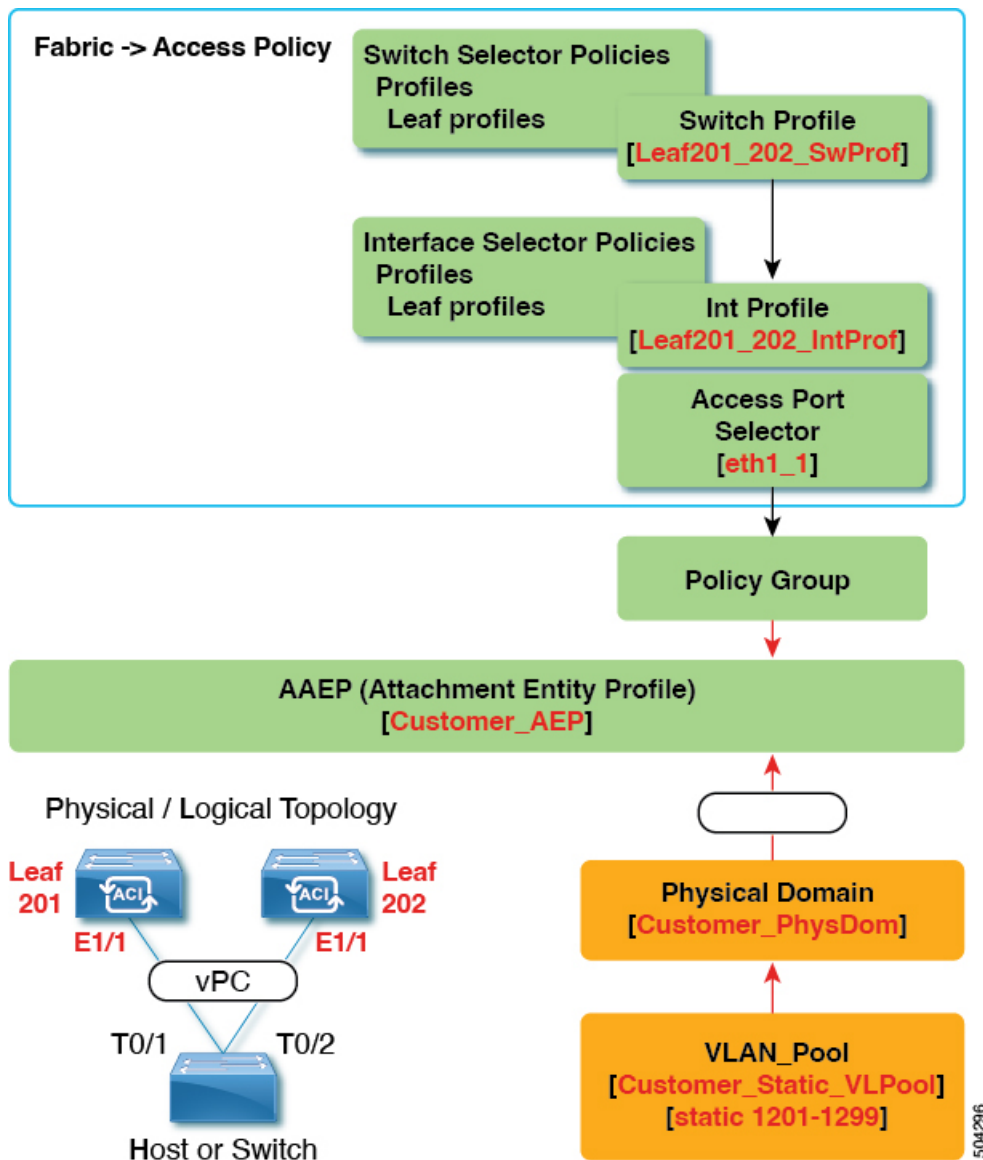 Fabric -> Access Policy
Switch Selector Policies
Profiles
Leaf profiles
Switch Profile
[Leaf201_202_SwProf]
Interface Selector Policies
Profiles
Leaf profiles
Int Profile
[Leaf201_202_IntProf]
Access Port
Selector
[eth1_1]
Policy Group
AAEP (Attachment Entity Profile)
[Customer_AEP]
Physical / Logical Topology
Leaf
201
ACI
E1/1
ACI
Leaf
202
E1/1
vPC
T0/1
T0/2
Host or Switch
Physical Domain
[Customer_PhysDom]
VLAN_Pool
[Customer_Static_VLPool]
[static 1201-1299]
504296